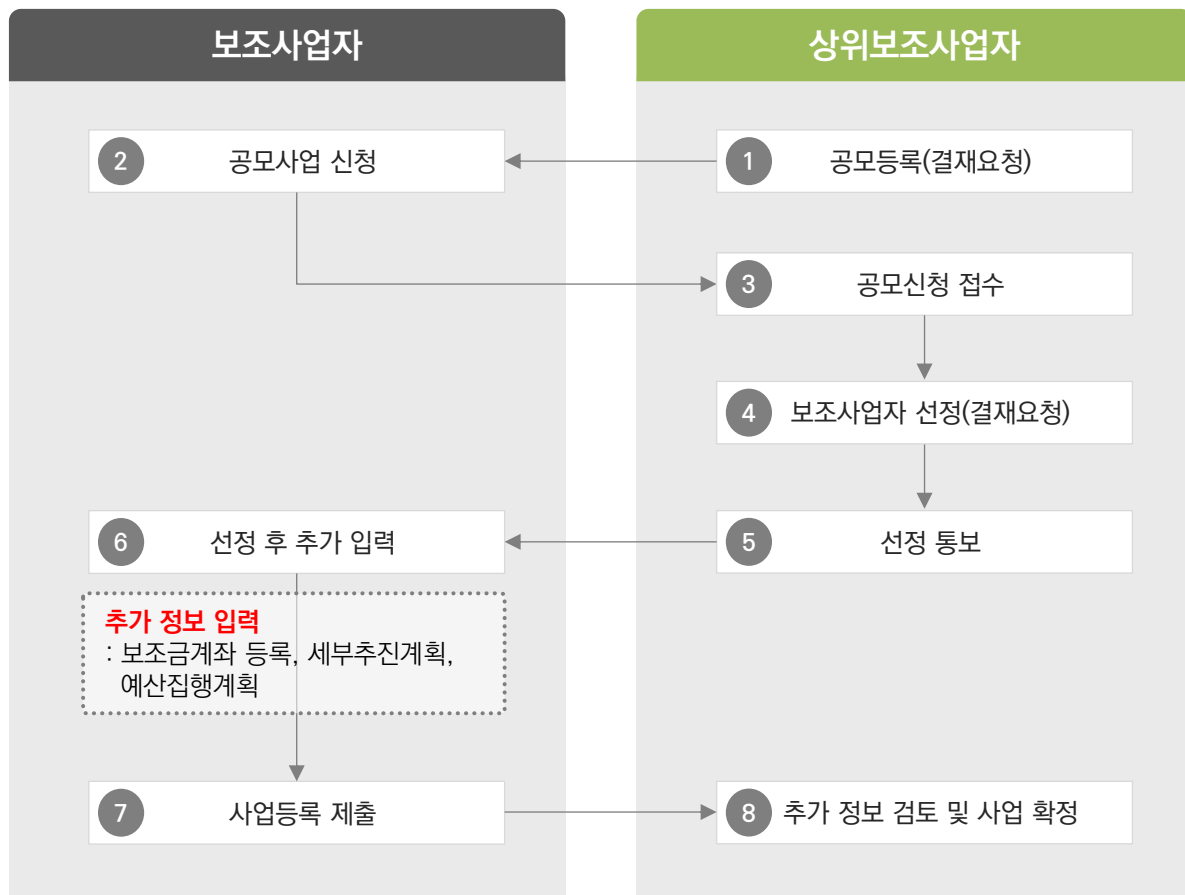 보조사업자
상위보조사업자
1 공모등록(결재요청)
2 공모사업 신청
3 공모신청 접수
4 보조사업자 선정(결재요청)
5 선정 통보
6 선정 후 추가 입력
추가 정보 입력
: 보조금계좌 등록, 세부추진계획,
예산집행계획
7 사업등록 제출
8 추가 정보 검토 및 사업 확정